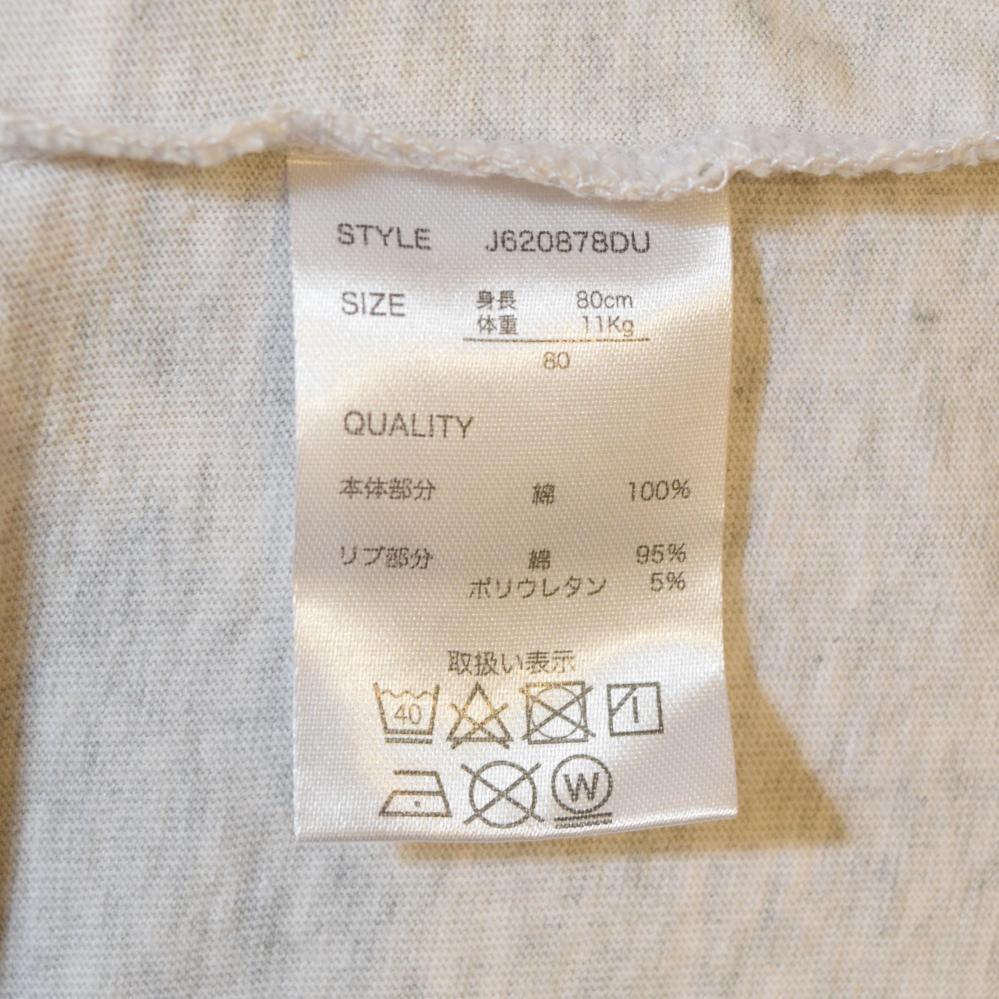 STYLE J620878DU
SIZE 身長 80cm
体重 11Kg
80
QUALITY
本体部分 綿 100%
リブ部分 綿 95%
ポリウレタン 5%
取扱い表示
40
W